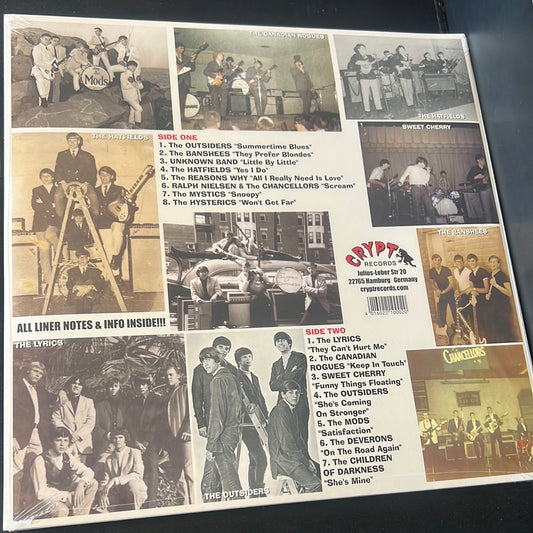 THE CANADIAN ROGUES
The Mods
THE HATFIELDS
THE HATFIELDS
SWEET CHERRY
SIDE ONE
1. The OUTSIDERS "Summertime Blues"
2. The BANSHEES "They Prefer Blondes"
3. UNKNOWN BAND "Little By Little"
4. The HATFIELDS "Yes I Do"
5. The REASONS WHY "All I Really Need Is Love"
6. RALPH NIELSEN & The CHANCELLORS "Scream"
7. The MYSTICS "Snoopy"
8. The HYSTERICS "Won't Get Far"
THE BANSHEES
CRYPT
RECORDS
Julius-Leber Str 20
22765 Hamburg Germany
cryptrecords.com
4 016022 100020
ALL LINER NOTES & INFO INSIDE!!!
THE LYRICS
THE OUTSIDERS
SIDE TWO
1. The LYRICS
"They Can't Hurt Me"
2. The CANADIAN
ROGUES "Keep In Touch"
3. SWEET CHERRY
"Funny Things Floating"
4. The OUTSIDERS
"She's Coming
On Stronger"
5. The MODS
"Satisfaction"
6. The DEVERONS
"On The Road Again"
7. The CHILDREN
OF DARKNESS
"She's Mine"
CHANCELLORS